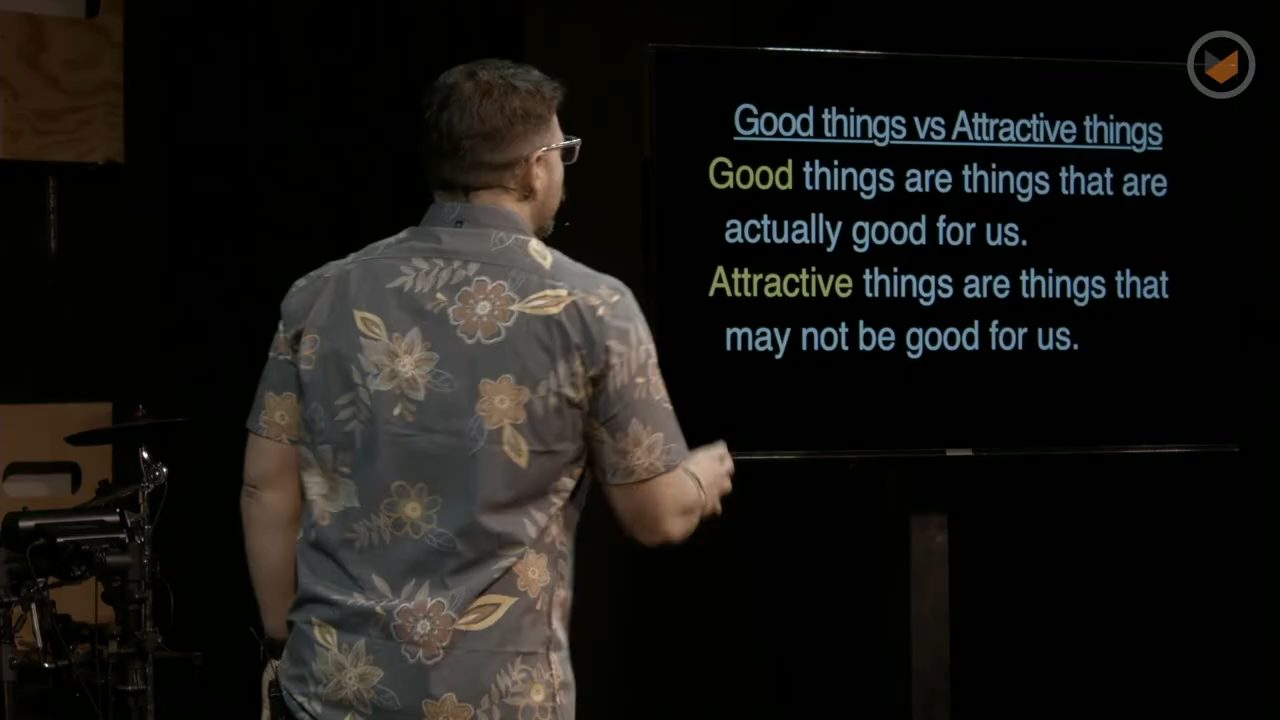 Good things vs Attractive things
Good things are things that are
actually good for us.
Attractive things are things that
may not be good for us.